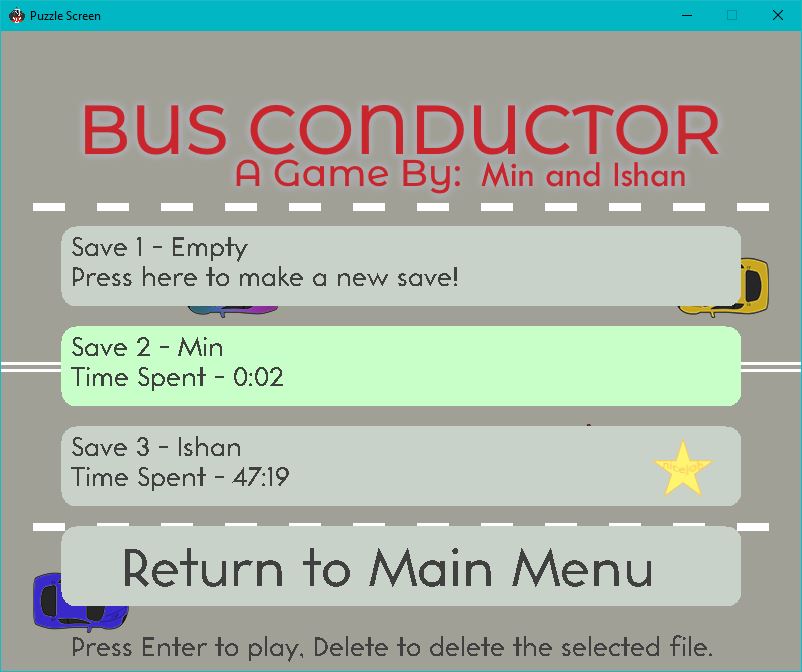 Puzzle Screen
BUS CONDUCTOR
A Game By: Min and Ishan
Save 1 - Empty
Press here to make a new save!
Save 2 - Min
Time Spent - 0:02
Save 3 - Ishan
Time Spent - 47:19
nicejob
Return to Main Menu
Press Enter to play, Delete to delete the selected file.